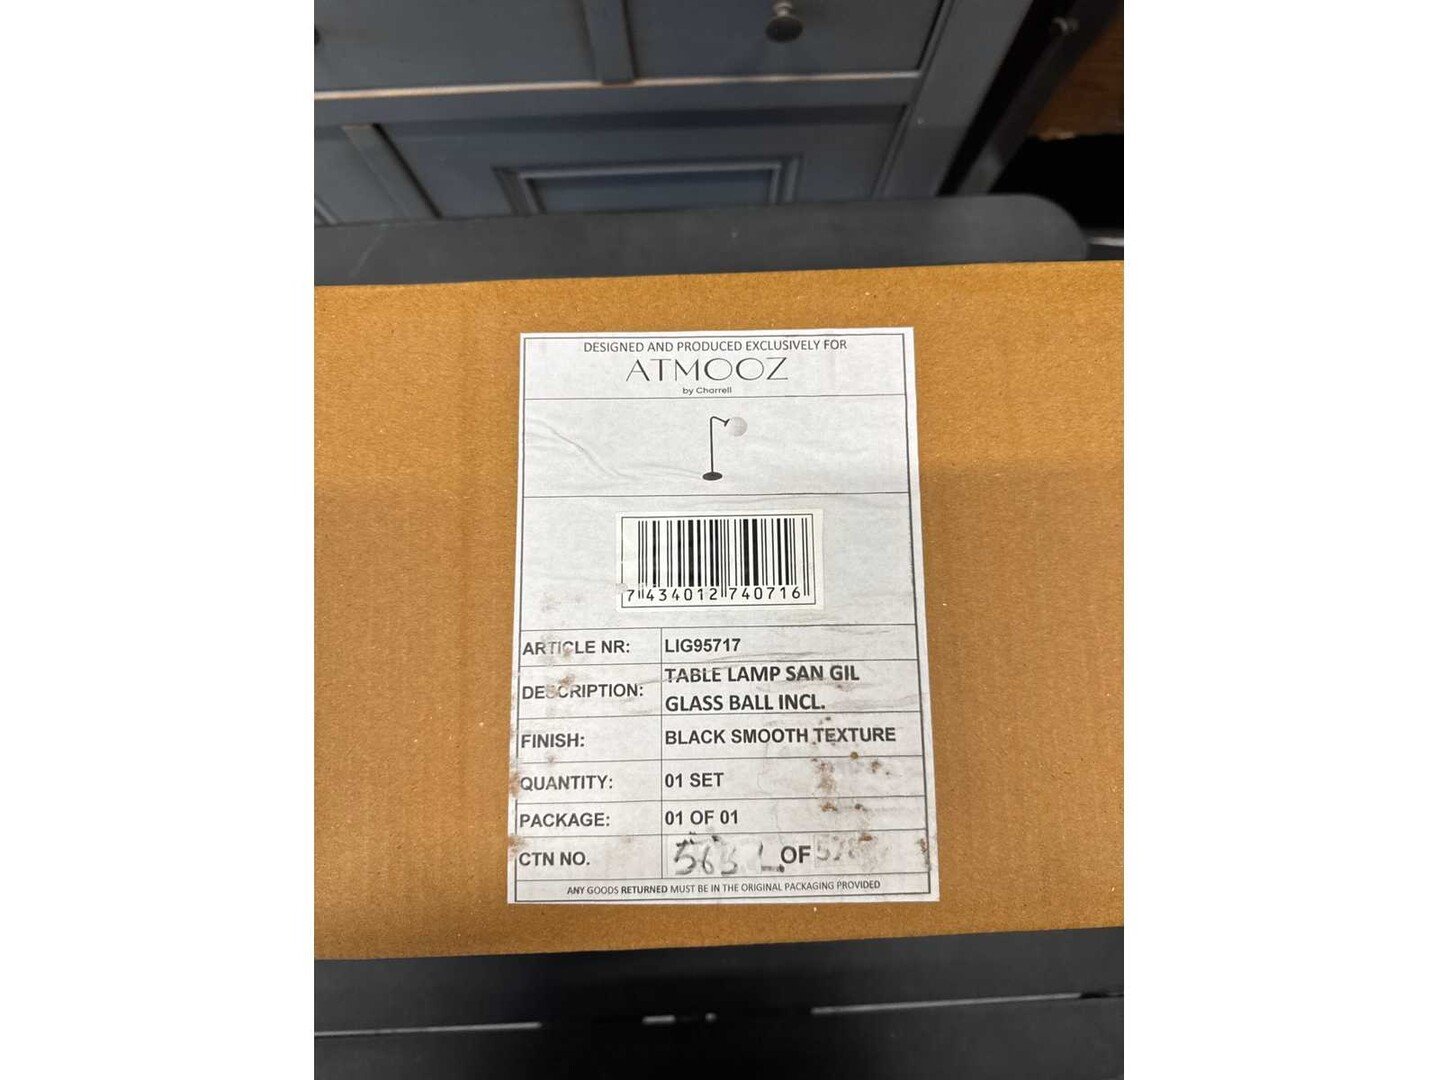 DESIGNED AND PRODUCED EXCLUSIVELY FOR
ATMOOZ
by Charrell
7 434012 740716
ARTICLE NR: LIG95717
DESCRIPTION: TABLE LAMP SAN GIL
GLASS BALL INCL.
FINISH: BLACK SMOOTH TEXTURE
QUANTITY: 01 SET
PACKAGE: 01 OF 01
CTN NO. OF
ANY GOODS RETURNED MUST BE IN THE ORIGINAL PACKAGING PROVIDED